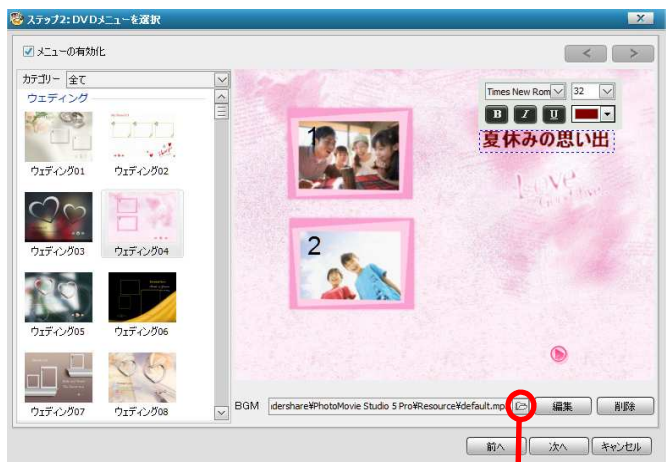 ステップ2: DVDメニューを選択
メニューの有効化
< >
カテゴリー 全て
ウェディング
ウェディング01 ウェディング02
ウェディング03 ウェディング04
ウェディング05 ウェディング06
ウェディング07 ウェディング08
Times New Rom 32
B I U
夏休みの思い出
Love
1
2
BGM idershare¥PhotoMovie Studio 5 Pro¥Resource¥default.mp 編集 削除
前へ 次へ キャンセル